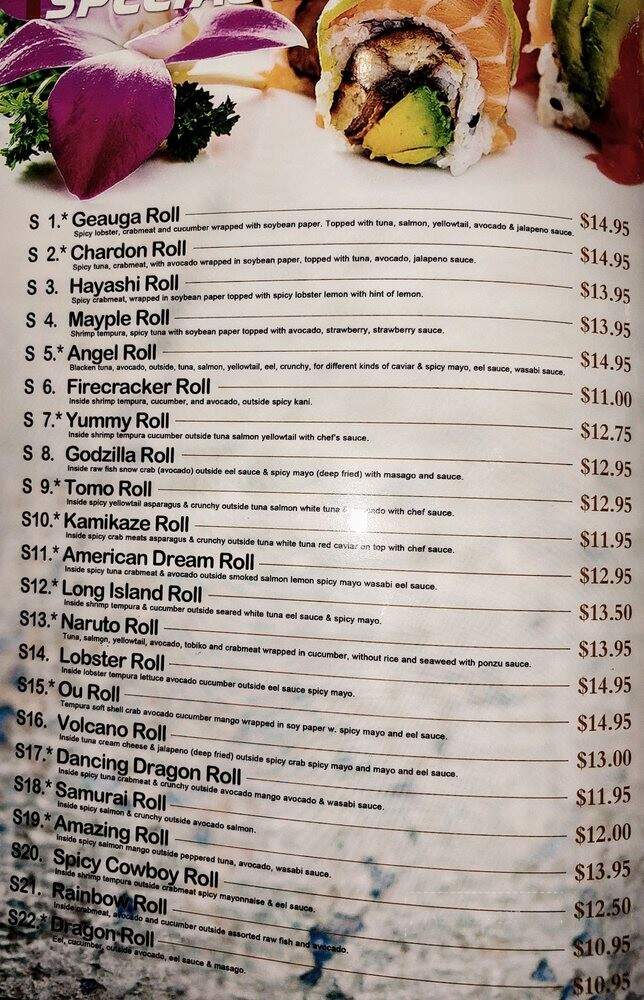 S 1.* Geauga Roll $14.95
Spicy lobster, crabmeat and cucumber wrapped with soybean paper. Topped with tuna, salmon, yellowtail, avocado & jalapeno sauce.
S 2.* Chardon Roll $14.95
Spicy tuna, crabmeat, with avocado wrapped in soybean paper, topped with tuna, avocado, jalapeno sauce.
S 3. Hayashi Roll $13.95
Spicy crabmeat, wrapped in soybean paper topped with spicy lobster lemon with hint of lemon.
S 4. Mayple Roll $13.95
Shrimp tempura, spicy tuna with soybean paper topped with avocado, strawberry, strawberry sauce.
S 5.* Angel Roll $14.95
Blacken tuna, avocado, outside, tuna, salmon, yellowtail, eel, crunchy, for different kinds of caviar & spicy mayo, eel sauce, wasabi sauce.
S 6. Firecracker Roll $11.00
Inside shrimp tempura, cucumber, and avocado, outside spicy kani.
S 7.* Yummy Roll $12.75
Inside shrimp tempura cucumber outside tuna salmon yellowtail with chef's sauce.
S 8. Godzilla Roll $12.95
Inside raw fish snow crab (avocado) outside eel sauce & spicy mayo (deep fried) with masago and sauce.
S 9.* Tomo Roll $12.95
Inside spicy yellowtail asparagus & crunchy outside tuna salmon white tuna & avocado with chef sauce.
S10.* Kamikaze Roll $11.95
Inside spicy crab meats asparagus & crunchy outside tuna white tuna red caviar on top with chef sauce.
S11.* American Dream Roll $12.95
Inside spicy tuna crabmeat & avocado outside smoked salmon lemon spicy mayo wasabi eel sauce.
S12.* Long Island Roll $13.50
Inside shrimp tempura & cucumber outside seared white tuna eel sauce & spicy mayo.
S13.* Naruto Roll $13.95
Tuna, salmon, yellowtail, avocado, tobiko and crabmeat wrapped in cucumber, without rice and seaweed with ponzu sauce.
S14. Lobster Roll $14.95
Inside lobster tempura lettuce avocado cucumber outside eel sauce spicy mayo.
S15.* Ou Roll $14.95
Tempura soft shell crab avocado cucumber mango wrapped in soy paper w. spicy mayo and eel sauce.
S16. Volcano Roll $13.00
Inside tuna cream cheese & jalapeno (deep fried) outside spicy crab spicy mayo and mayo and eel sauce.
S17.* Dancing Dragon Roll $11.95
Inside spicy tuna crabmeat & crunchy outside avocado mango avocado & wasabi sauce.
S18.* Samurai Roll $12.00
Inside spicy salmon & crunchy outside avocado salmon.
S19.* Amazing Roll $13.95
Inside spicy salmon mango outside peppered tuna, avocado, wasabi sauce.
S20. Spicy Cowboy Roll $12.50
Inside shrimp tempura outside crabmeat spicy mayonnaise & eel sauce.
S21. Rainbow Roll $10.95
Inside crabmeat, avocado and cucumber outside assorted raw fish and avocado.
S22.* Dragon Roll $10.95
Eel, cucumber, outside avocado, eel sauce & masago.